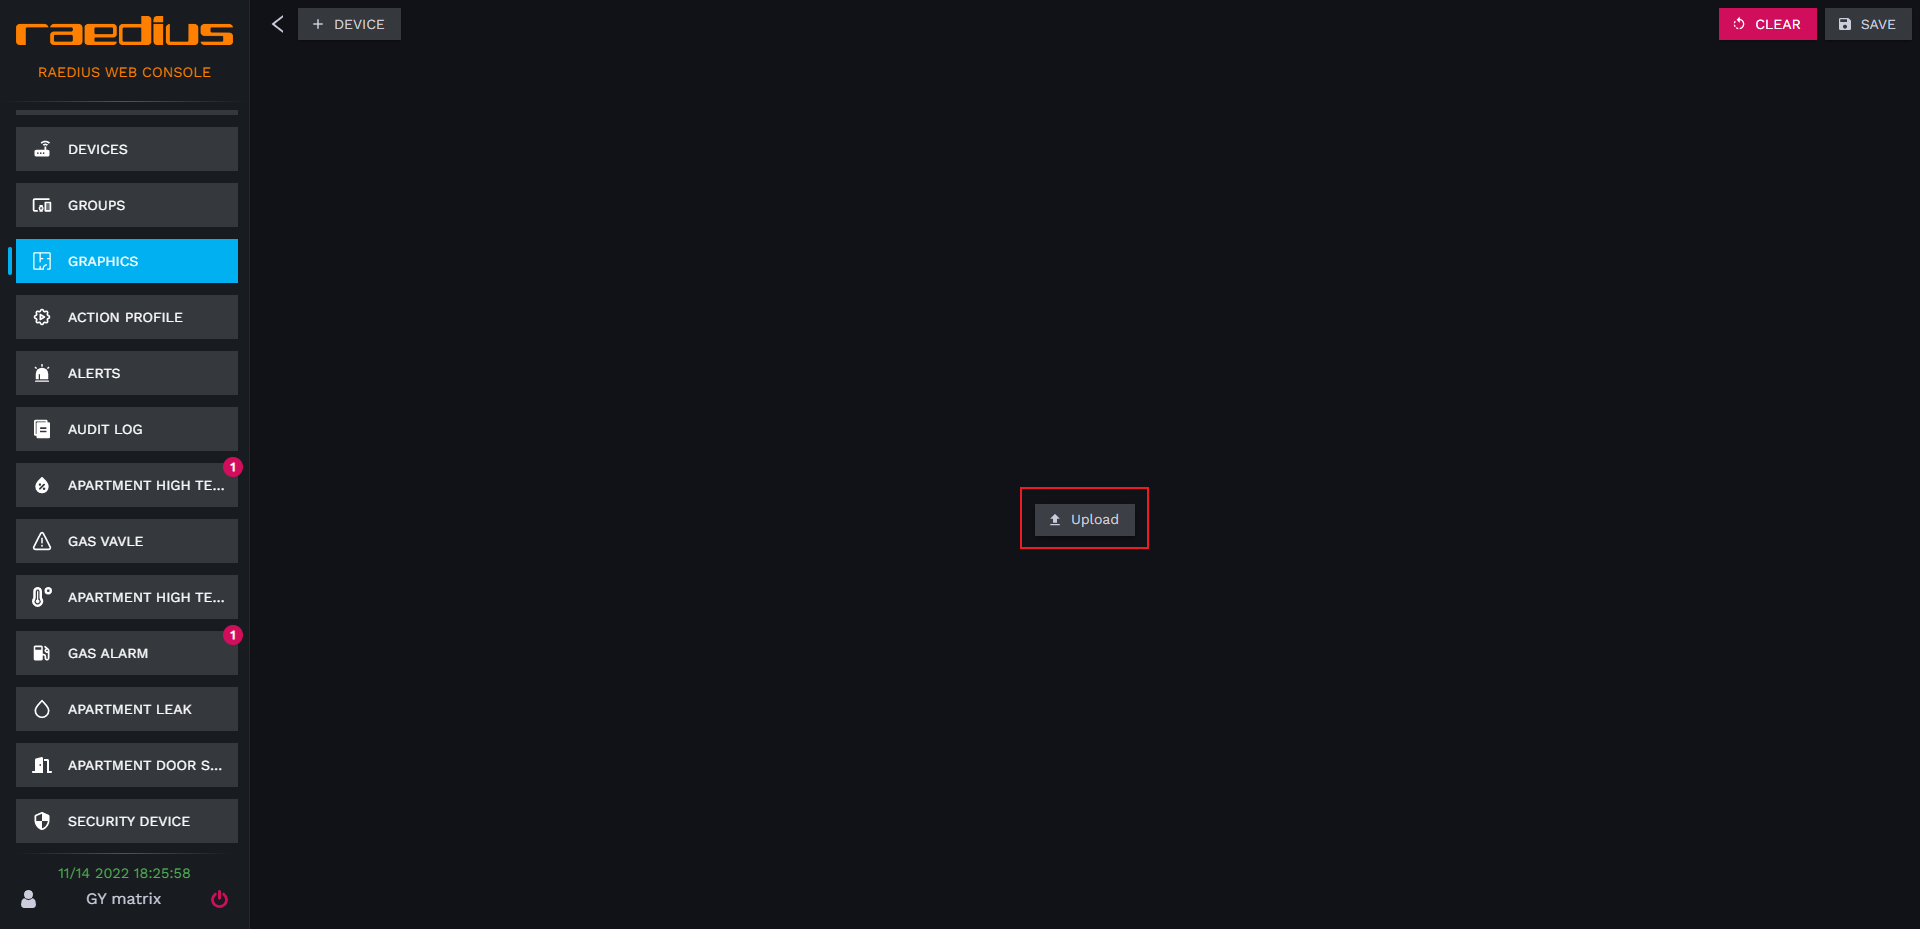 raedius
RAEDIUS WEB CONSOLE
DEVICES
GROUPS
GRAPHICS
ACTION PROFILE
ALERTS
AUDIT LOG
1
APARTMENT HIGH TE...
GAS VAVLE
APARTMENT HIGH TE...
1
GAS ALARM
APARTMENT LEAK
APARTMENT DOOR S...
SECURITY DEVICE
11/14 2022 18:25:58
GY matrix
+ DEVICE
CLEAR
SAVE
Upload